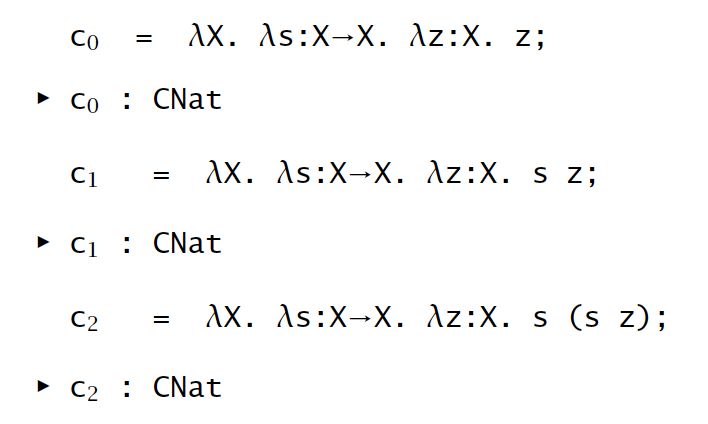 c₀ = λX. λs:X→X. λz:X. z;
▸ c₀ : CNat
c₁ = λX. λs:X→X. λz:X. s z;
▸ c₁ : CNat
c₂ = λX. λs:X→X. λz:X. s (s z);
▸ c₂ : CNat